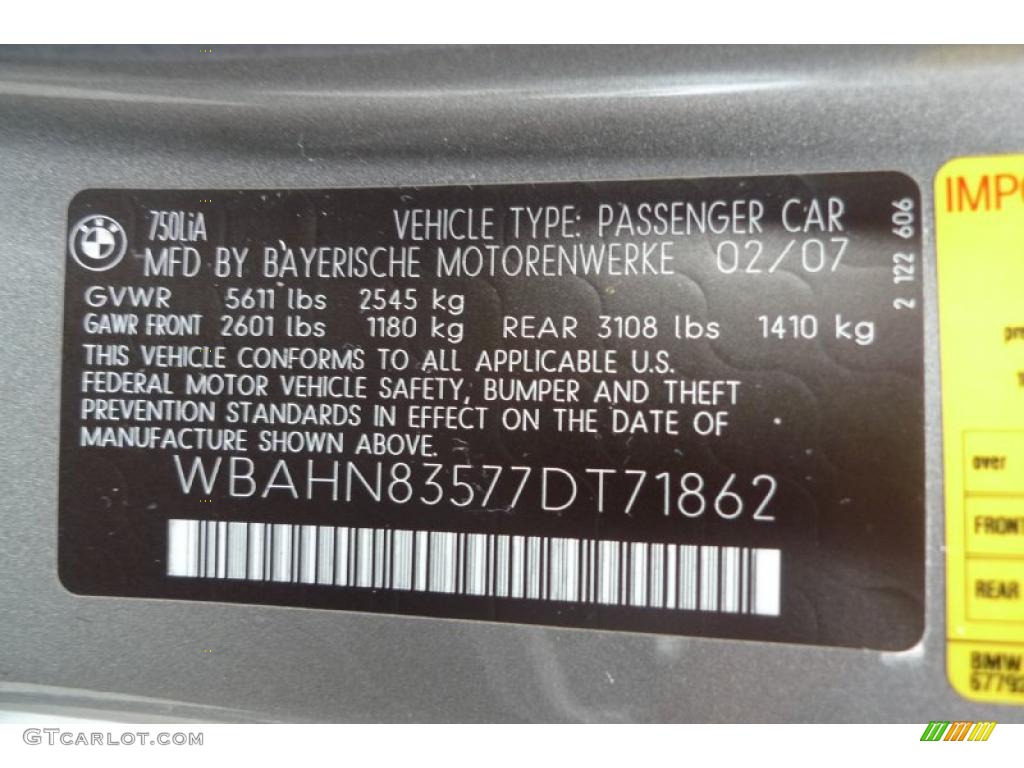 750LiA VEHICLE TYPE: PASSENGER CAR
MFD BY BAYERISCHE MOTORENWERKE 02/07
GVWR 5611 lbs 2545 kg
GAWR FRONT 2601 lbs 1180 kg REAR 3108 lbs 1410 kg
THIS VEHICLE CONFORMS TO ALL APPLICABLE U.S.
FEDERAL MOTOR VEHICLE SAFETY, BUMPER AND THEFT
PREVENTION STANDARDS IN EFFECT ON THE DATE OF
MANUFACTURE SHOWN ABOVE.
WBAHN83577DT71862
2 122 606
over
FRONT
REAR
BMW
GTCarLot.com